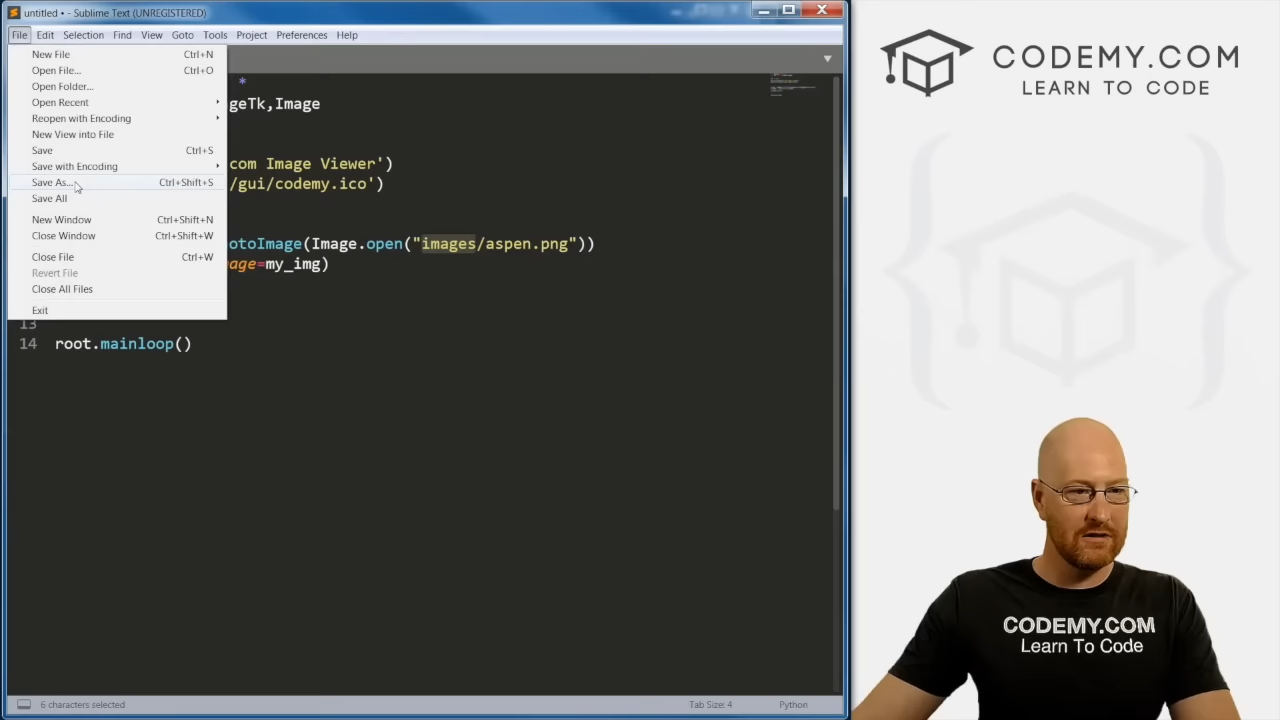 untitled • - Sublime Text (UNREGISTERED)
File Edit Selection Find View Goto Tools Project Preferences Help
New File Ctrl+N
Open File... Ctrl+O
Open Folder...
Open Recent
Reopen with Encoding
New View into File
Save Ctrl+S
Save with Encoding
Save As... Ctrl+Shift+S
Save All
New Window Ctrl+Shift+N
Close Window Ctrl+Shift+W
Close File Ctrl+W
Revert File
Close All Files
Exit
*
geTk,Image
com Image Viewer')
/gui/codemy.ico')
otoImage(Image.open("images/aspen.png"))
age=my_img)
13
14 root.mainloop()
6 characters selected Tab Size: 4 Python
CODEMY.COM
LEARN TO CODE
CODEMY.COM
Learn To Code